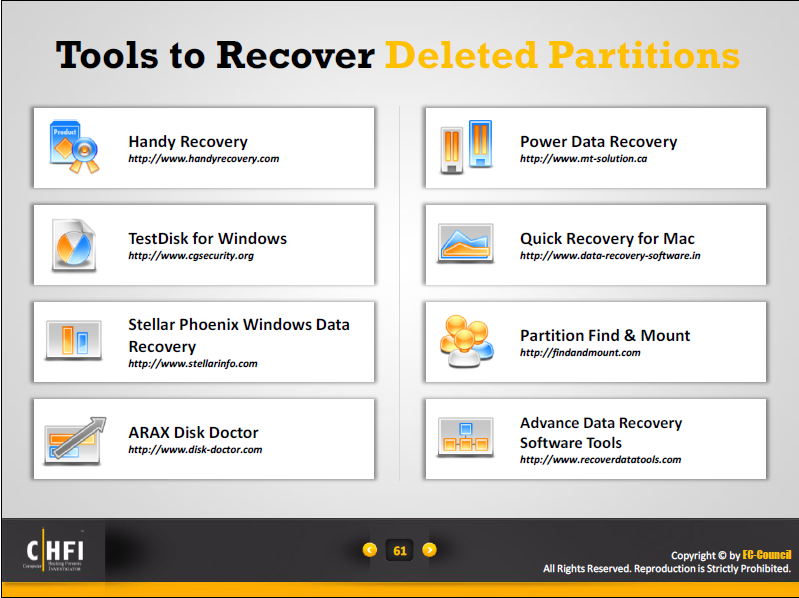 Tools to Recover Deleted Partitions
Product
Handy Recovery
http://www.handyrecovery.com
TestDisk for Windows
http://www.cgsecurity.org
Stellar Phoenix Windows Data
Recovery
http://www.stellarinfo.com
ARAX Disk Doctor
http://www.disk-doctor.com
Power Data Recovery
http://www.mt-solution.ca
Quick Recovery for Mac
http://www.data-recovery-software.in
Partition Find & Mount
http://findandmount.com
Advance Data Recovery
Software Tools
http://www.recoverdatatools.com
CHFI
Computer Hacking Forensic
INVESTIGATOR
61
Copyright © by EC-Council
All Rights Reserved. Reproduction is Strictly Prohibited.